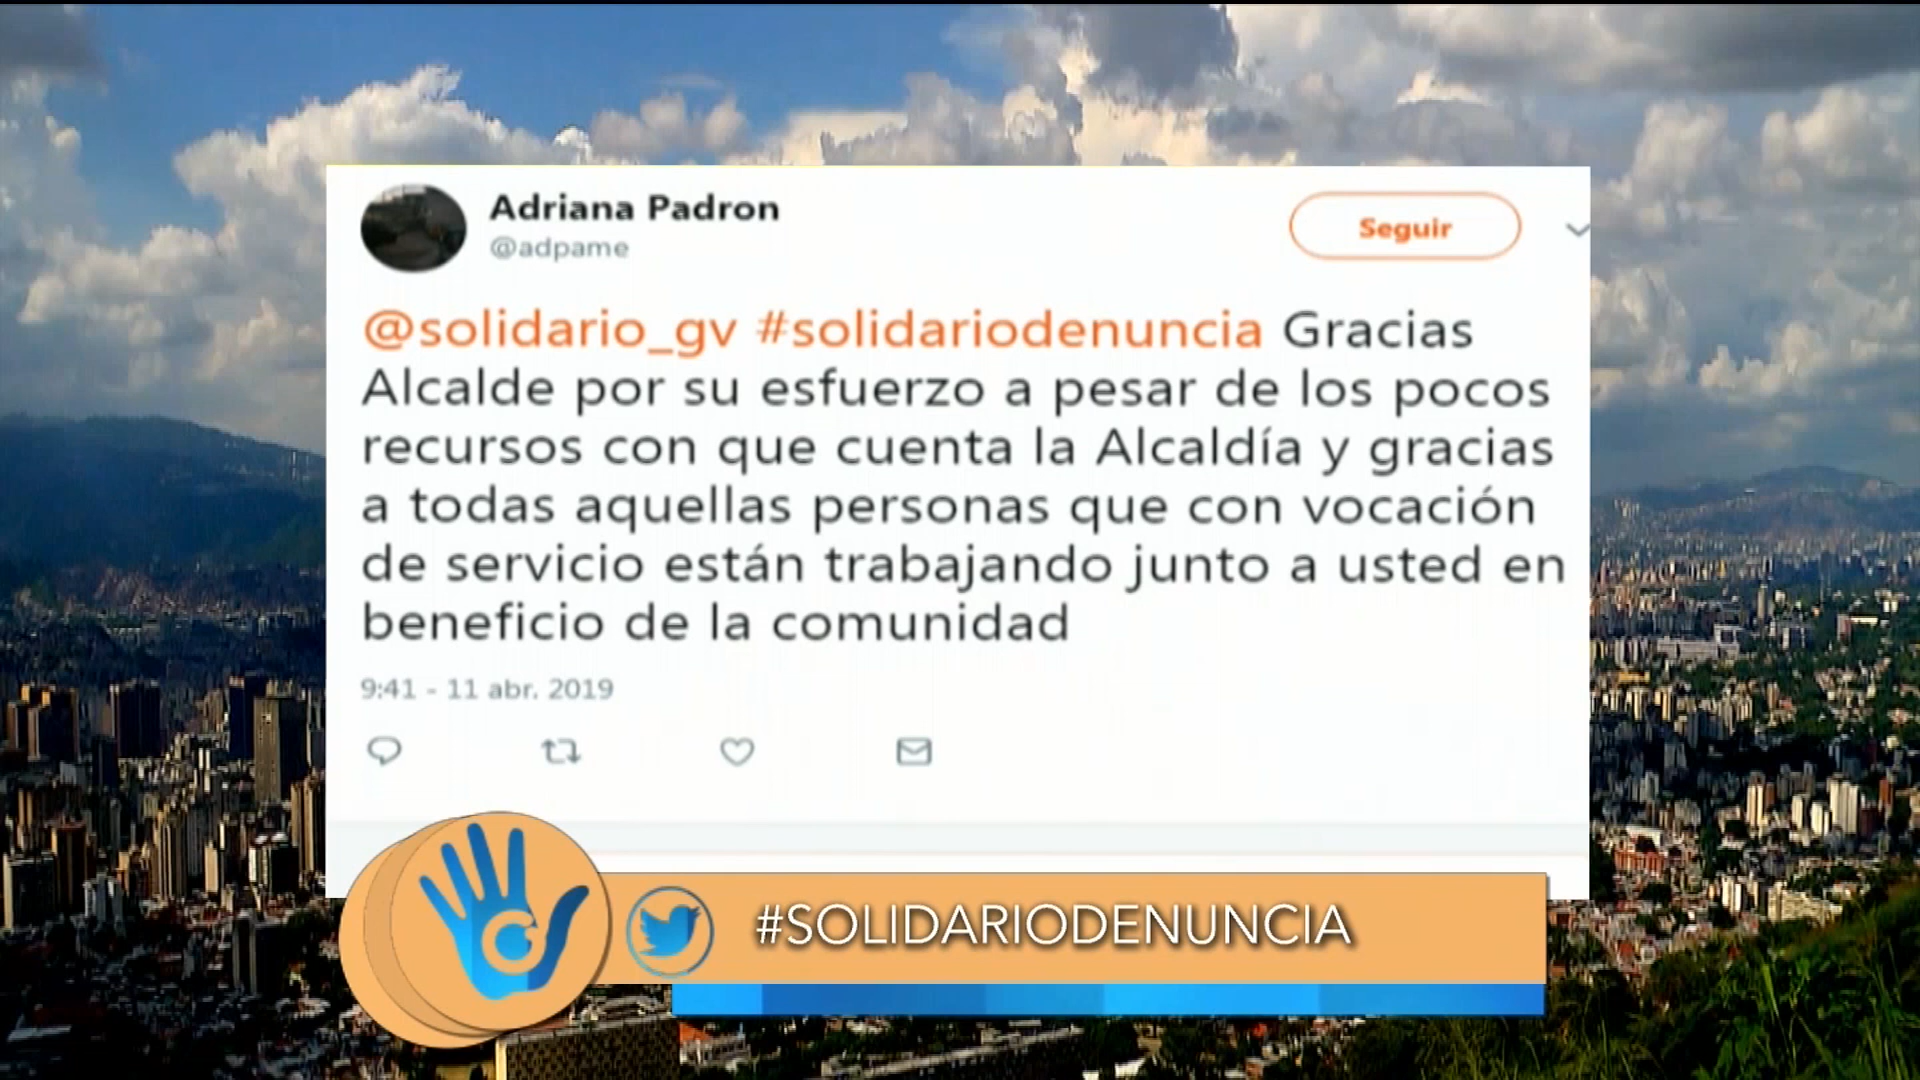 Adriana Padron
@adpame
Seguir
@solidario_gv #solidariodenuncia Gracias
Alcalde por su esfuerzo a pesar de los pocos
recursos con que cuenta la Alcaldía y gracias
a todas aquellas personas que con vocación
de servicio están trabajando junto a usted en
beneficio de la comunidad
9:41 - 11 abr. 2019
#SOLIDARIODENUNCIA